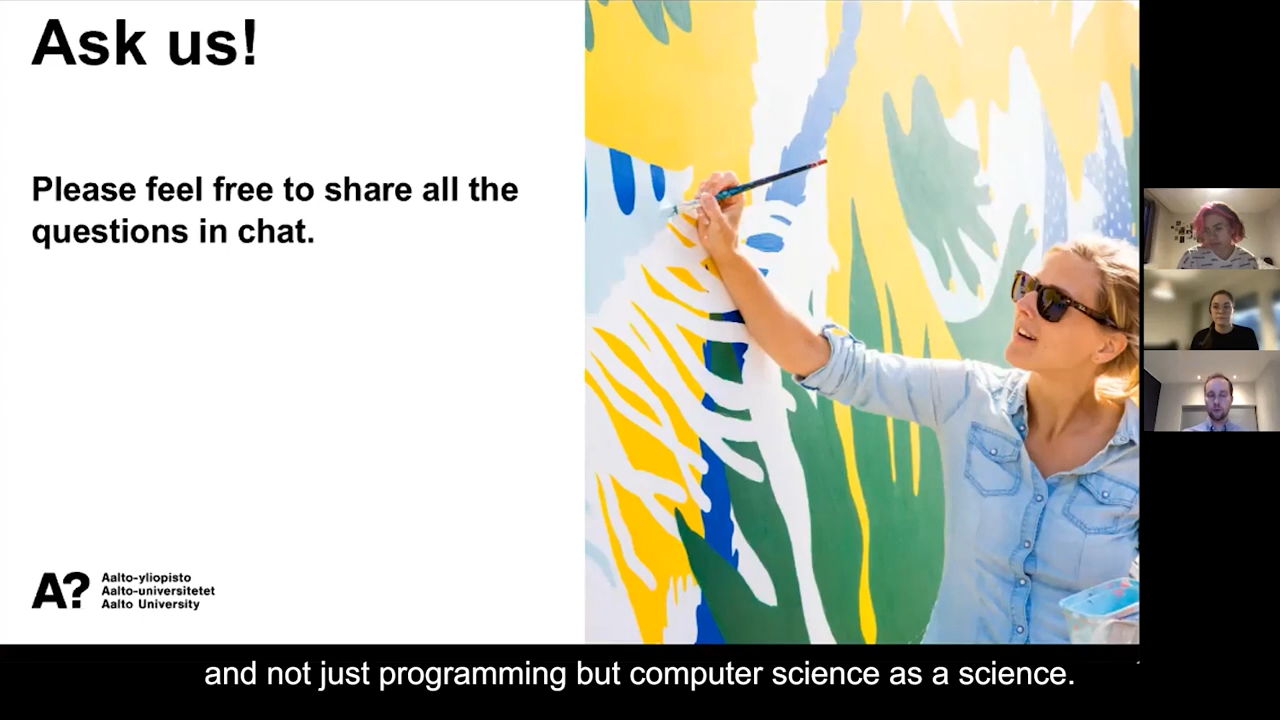 Ask us!
Please feel free to share all the
questions in chat.
A?
Aalto-yliopisto
Aalto-universitetet
Aalto University
and not just programming but computer science as a science.